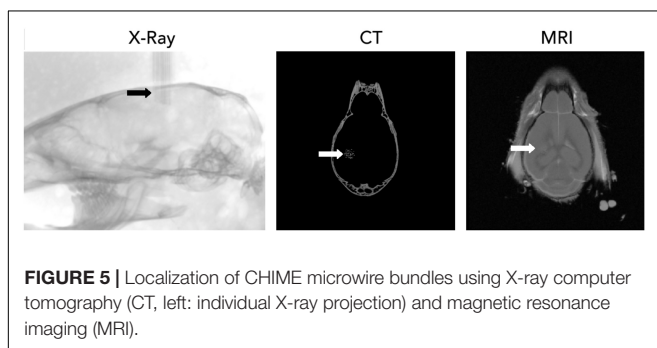 X-Ray
CT
MRI
FIGURE 5 | Localization of CHIME microwire bundles using X-ray computer
tomography (CT, left: individual X-ray projection) and magnetic resonance
imaging (MRI).